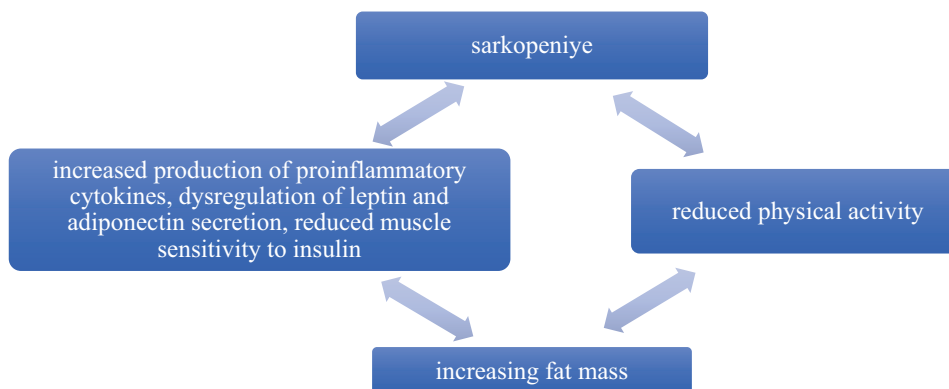 sarkopeniye
increased production of proinflammatory
cytokines, dysregulation of leptin and
adiponectin secretion, reduced muscle
sensitivity to insulin
reduced physical activity
increasing fat mass